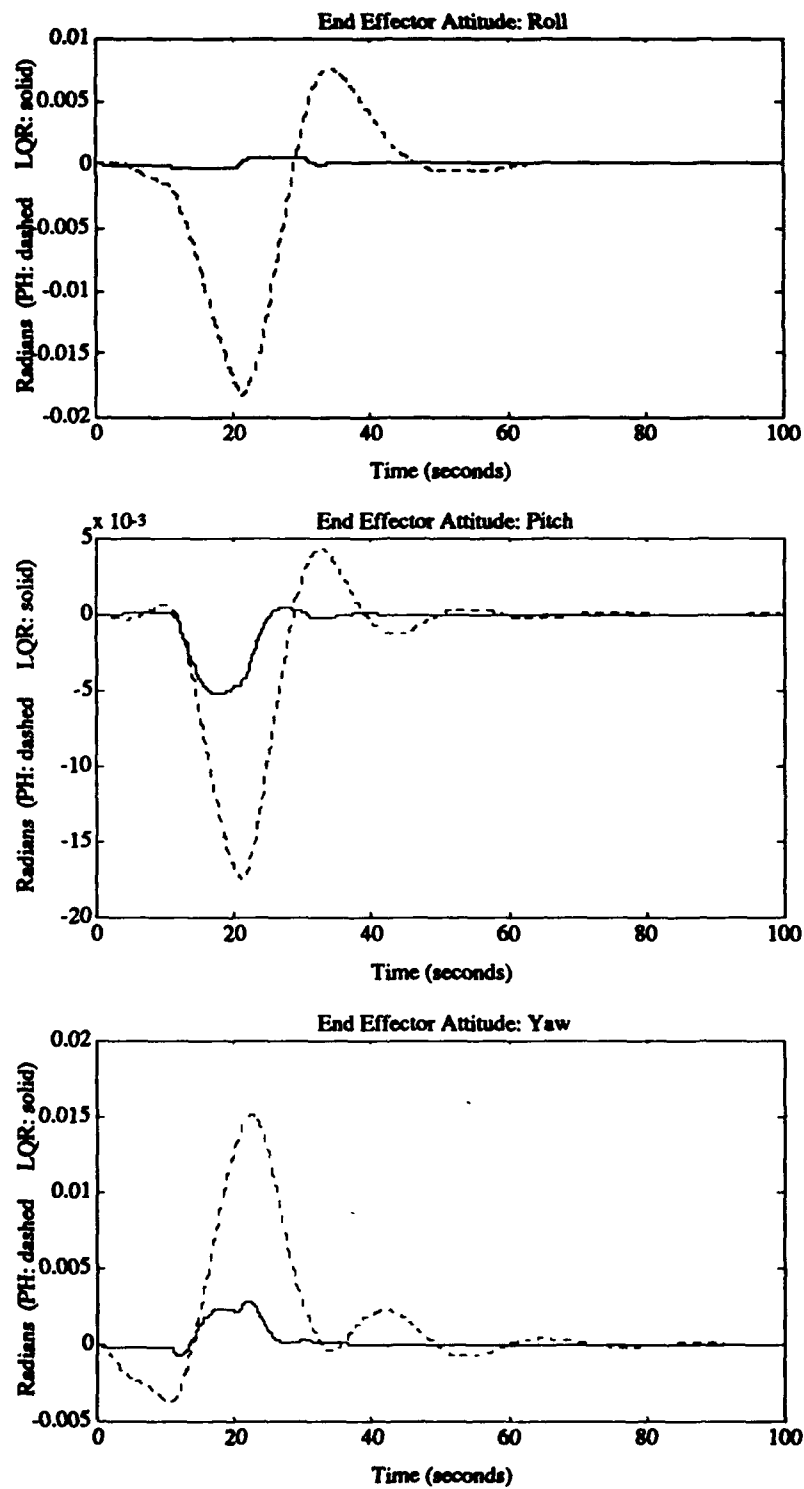 End Effector Attitude: Roll
Radians (PH: dashed LQR: solid)
0.01
0.005
0
-0.005
-0.01
-0.015
-0.02
0 20 40 60 80 100
Time (seconds)
End Effector Attitude: Pitch
x 10-3
Radians (PH: dashed LQR: solid)
5
0
-5
-10
-15
-20
0 20 40 60 80 100
Time (seconds)
End Effector Attitude: Yaw
Radians (PH: dashed LQR: solid)
0.02
0.015
0.01
0.005
0
-0.005
0 20 40 60 80 100
Time (seconds)